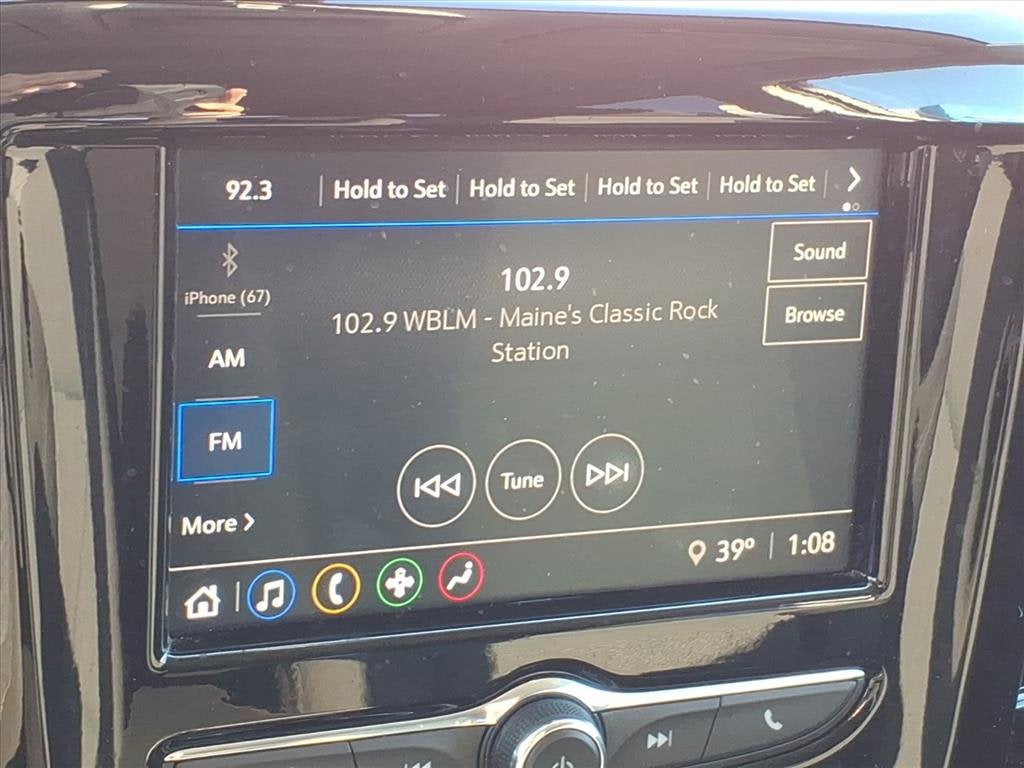 92.3 Hold to Set Hold to Set Hold to Set Hold to Set
iPhone (67)
AM
FM
More
102.9
102.9 WBLM - Maine's Classic Rock
Station
Sound
Browse
Tune
39° 1:08